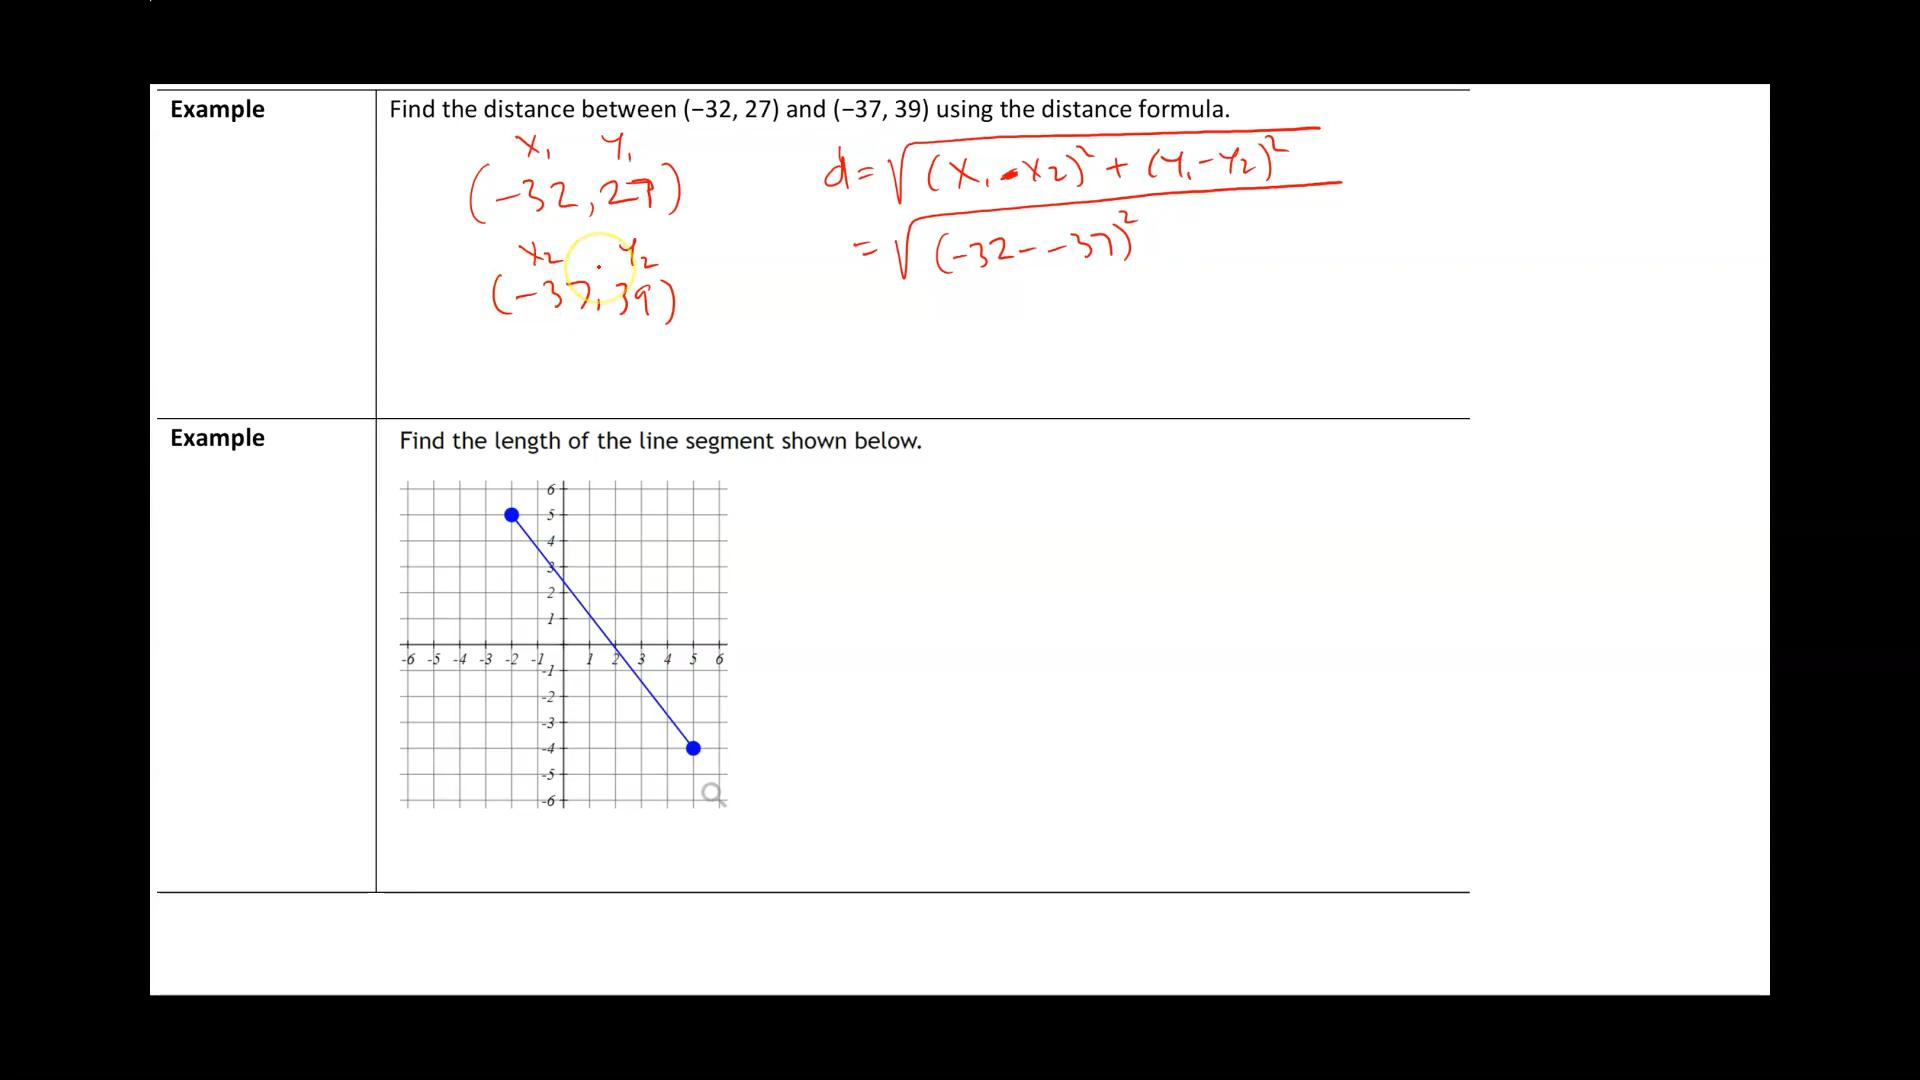 Example
Find the distance between (−32, 27) and (−37, 39) using the distance formula.
x₁ y₁
(-32, 27)
x₂ y₂
(-37, 39)
d = √(x₁ - x₂)² + (y₁ - y₂)²
= √(-32 - -37)²
Example
Find the length of the line segment shown below.
6
5
4
3
2
1
-6 -5 -4 -3 -2 -1 1 2 3 4 5 6
-1
-2
-3
-4
-5
-6